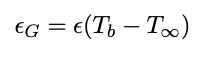 ϵ_G = ϵ(T_b − T_∞)